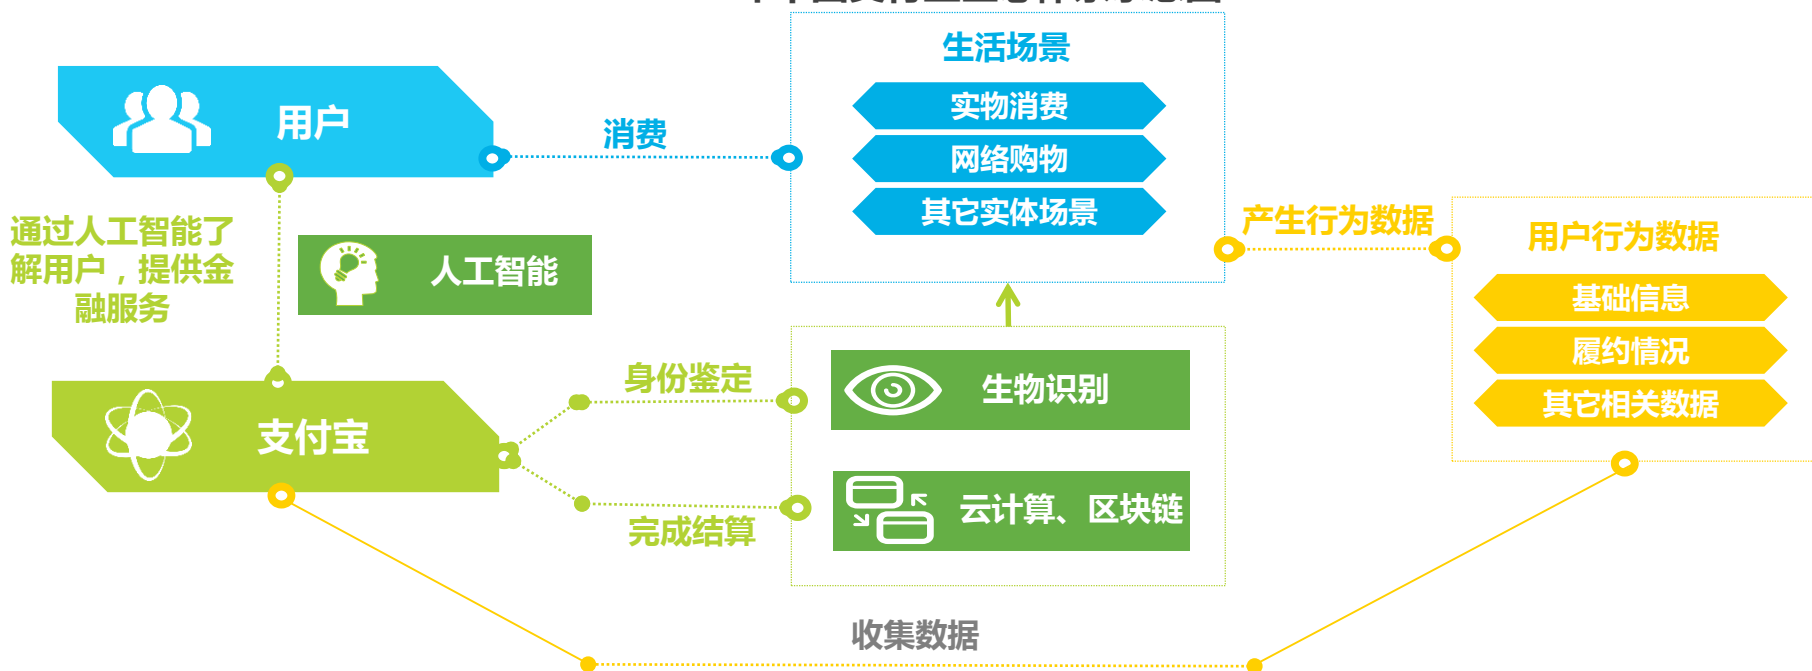 生活场景
用户
实物消费
消费
网络购物
其它实体场景
产生行为数据
用户行为数据
通过人工智能了
解用户，提供金
融服务
人工智能
基础信息
履约情况
其它相关数据
身份鉴定
生物识别
支付宝
云计算、区块链
完成结算
收集数据